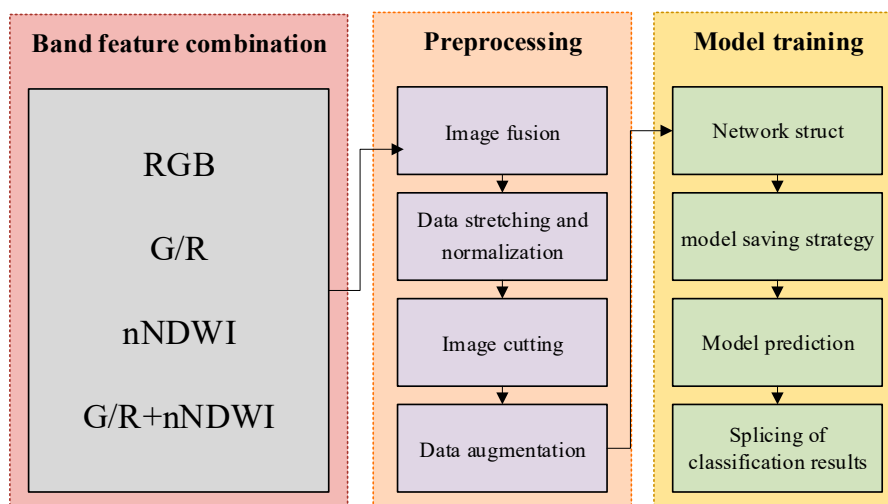 Band feature combination
RGB
G/R
nNDWI
G/R+nNDWI
Preprocessing
Image fusion
Data stretching and
normalization
Image cutting
Data augmentation
Model training
Network struct
model saving strategy
Model prediction
Splicing of
classification results